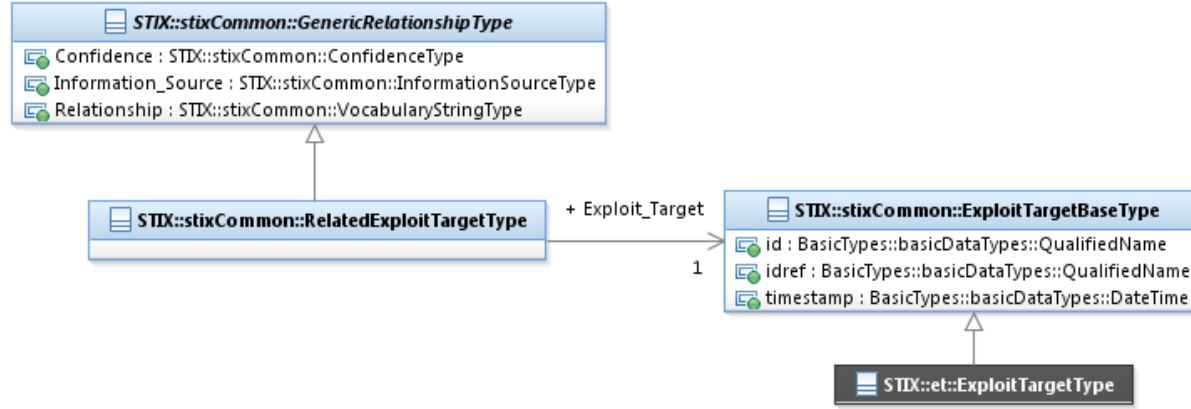 STIX::stixCommon::GenericRelationshipType
Confidence : STIX::stixCommon::ConfidenceType
Information_Source : STIX::stixCommon::InformationSourceType
Relationship : STIX::stixCommon::VocabularyStringType
STIX::stixCommon::RelatedExploitTargetType
+ Exploit_Target
1
STIX::stixCommon::ExploitTargetBaseType
id : BasicTypes::basicDataTypes::QualifiedName
idref : BasicTypes::basicDataTypes::QualifiedName
timestamp : BasicTypes::basicDataTypes::DateTime
STIX::et::ExploitTargetType